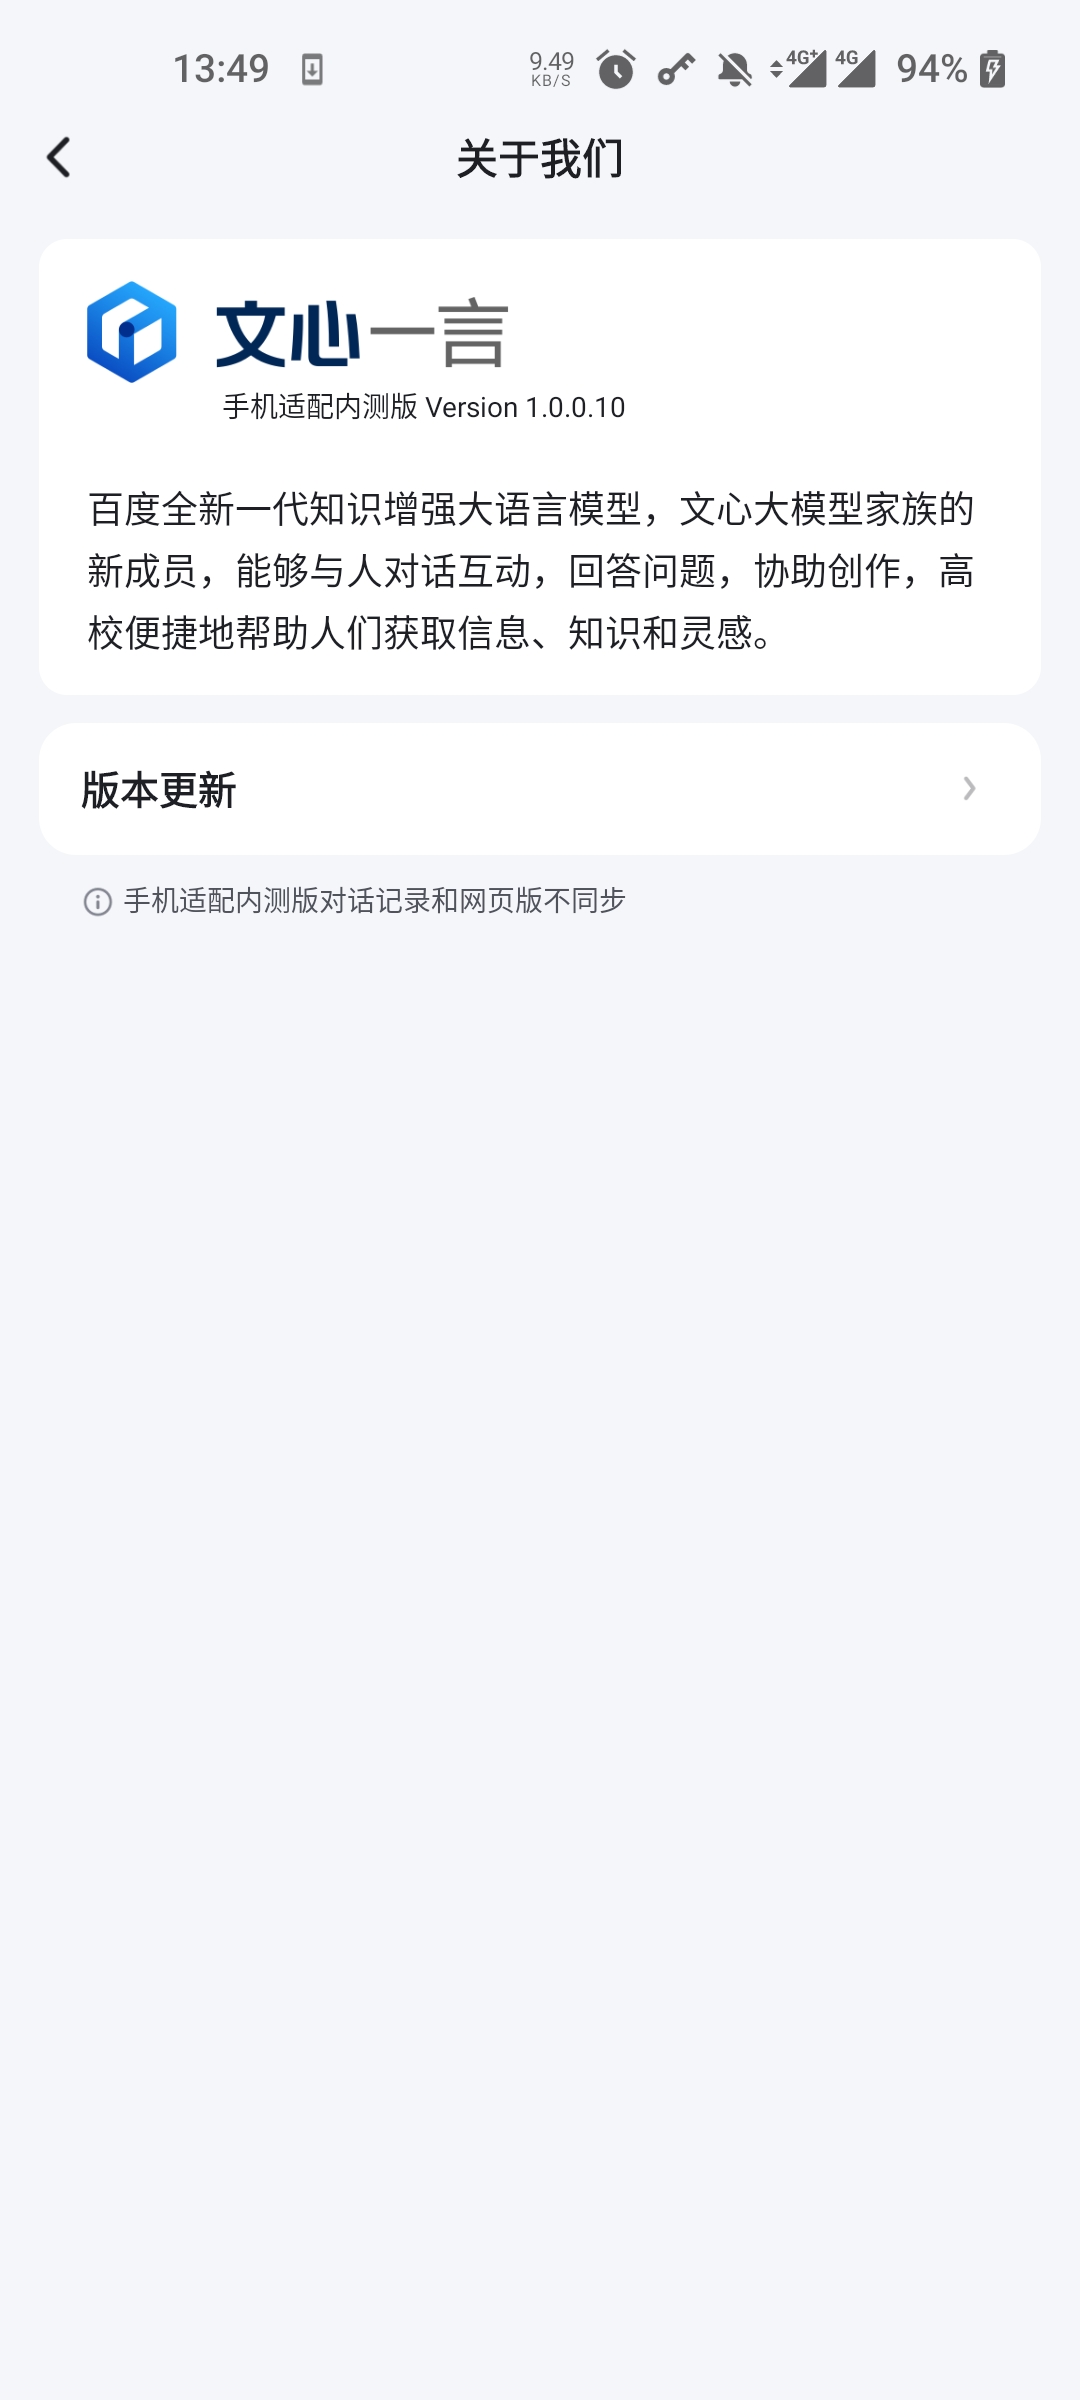 13:49
9.49
KB/S
4G+
4G
94%
关于我们
文心一言
手机适配内测版 Version 1.0.0.10
百度全新一代知识增强大语言模型，文心大模型家族的
新成员，能够与人对话互动，回答问题，协助创作，高
校便捷地帮助人们获取信息、知识和灵感。
版本更新
手机适配内测版对话记录和网页版不同步